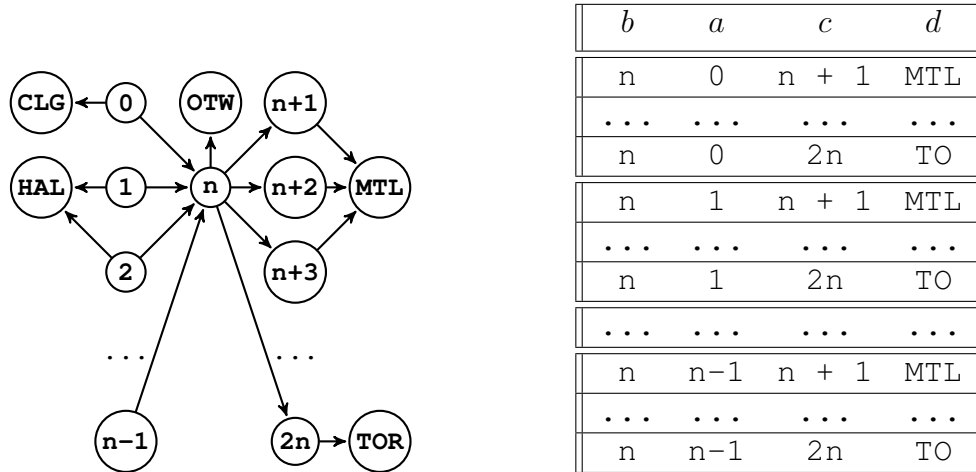 CLG 0 OTW n+1
HAL 1 n n+2 MTL
2 n+3
... ...
n-1 2n TOR
b a c d
n 0 n + 1 MTL
... ... ... ...
n 0 2n TO
n 1 n + 1 MTL
... ... ... ...
n 1 2n TO
... ... ... ...
n n-1 n + 1 MTL
... ... ... ...
n n-1 2n TO